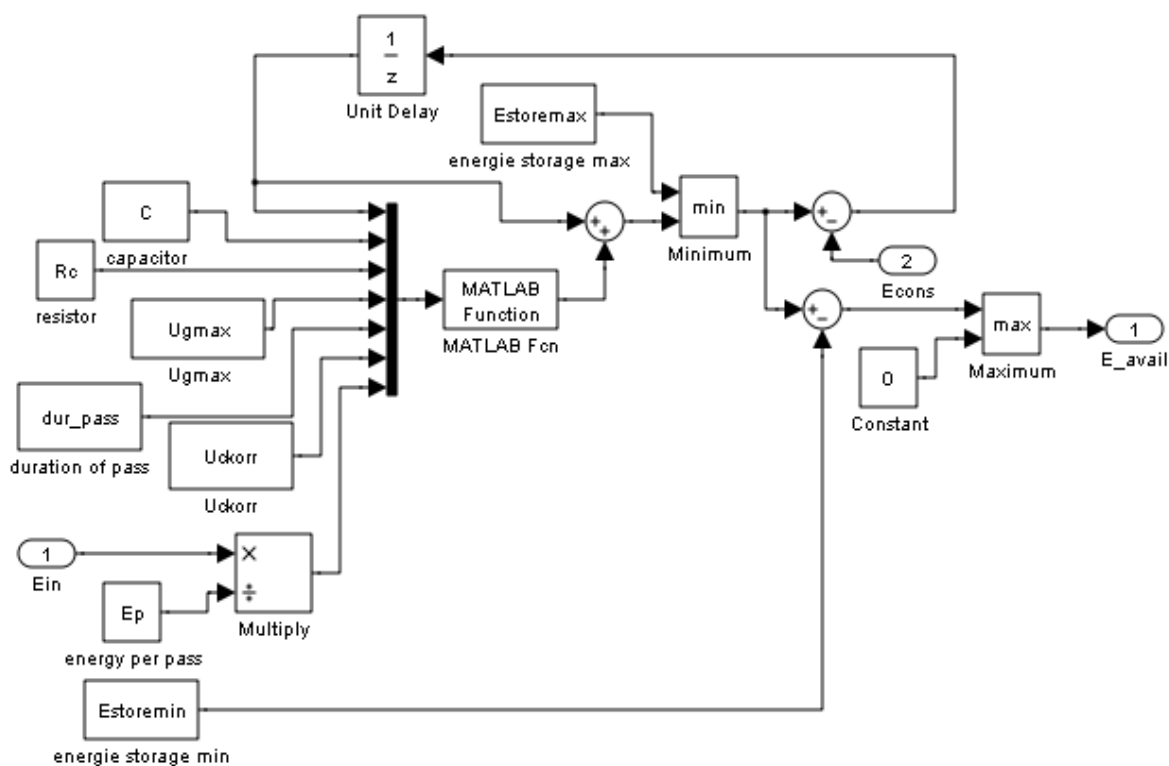 1
z
Unit Delay
Estoremax
energie storage max
C
capacitor
+
+
min
Minimum
+
−
Rc
resistor
MATLAB
Function
MATLAB Fcn
2
Econs
Ugmax
Ugmax
+
−
max
Maximum
1
E_avail
0
Constant
dur_pass
duration of pass
Uckorr
Uckorr
1
Ein
×
÷
Multiply
Ep
energy per pass
Estoremin
energie storage min